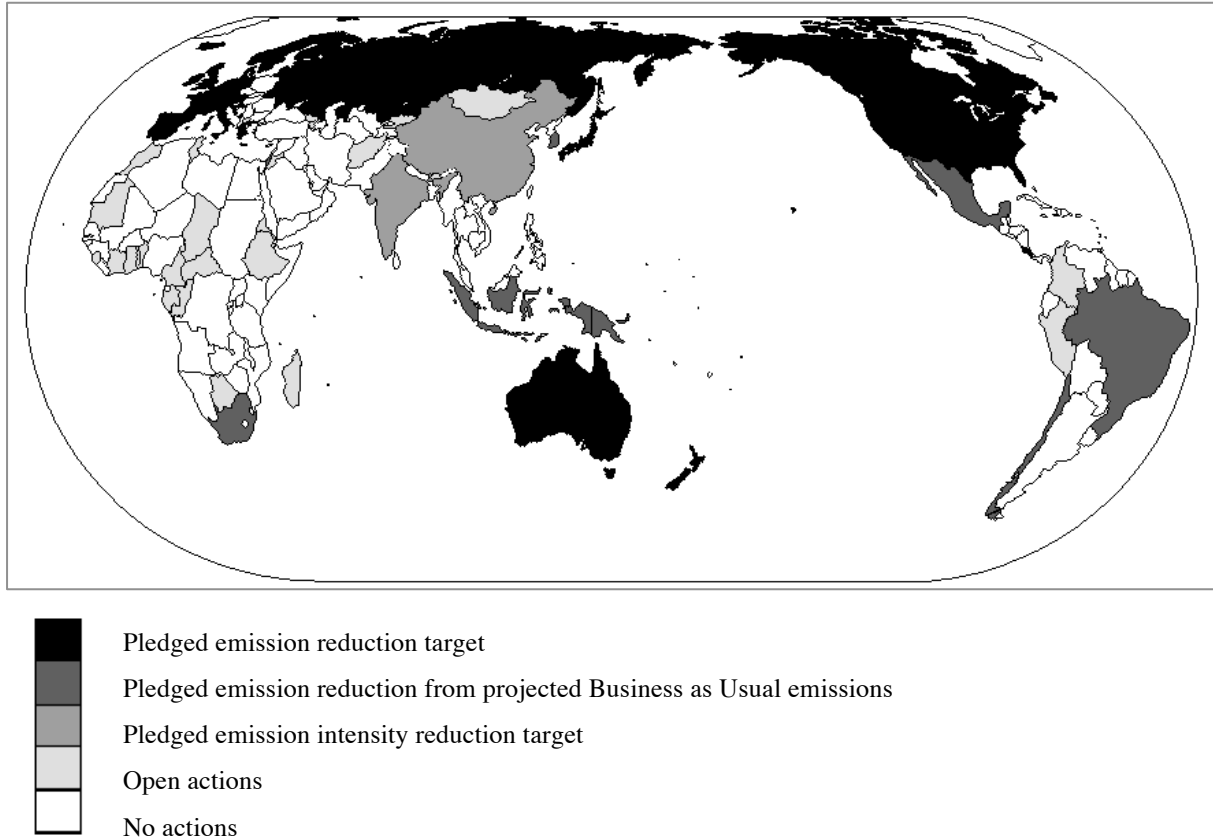 Pledged emission reduction target
Pledged emission reduction from projected Business as Usual emissions
Pledged emission intensity reduction target
Open actions
No actions